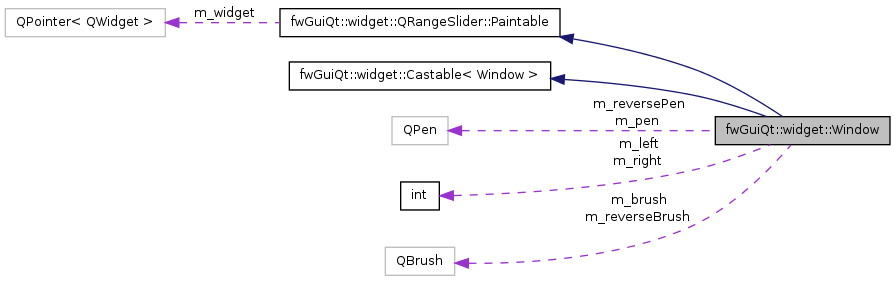 QPointer< QWidget >
m_widget
fwGuiQt::widget::QRangeSlider::Paintable
fwGuiQt::widget::Castable< Window >
m_reversePen
m_pen
QPen
fwGuiQt::widget::Window
m_left
m_right
int
m_brush
m_reverseBrush
QBrush